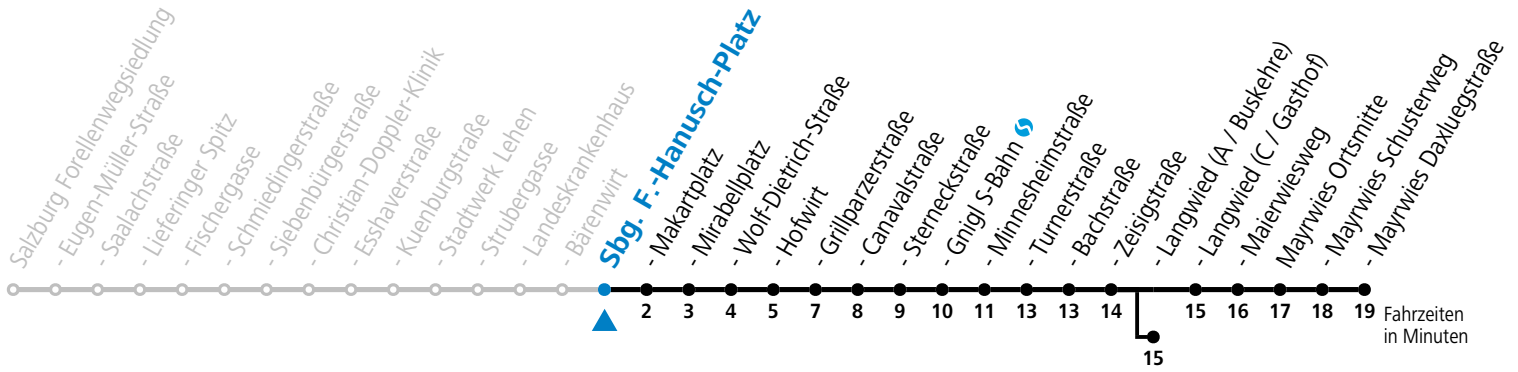 Salzburg Forellenwegsiedlung
- Eugen-Müller-Straße
- Saalachstraße
- Lieferinger Spitz
- Fischergasse
- Schmiedingerstraße
- Siebenbürgerstraße
- Christian-Doppler-Klinik
- Esshaverstraße
- Kuenburgstraße
- Stadtwerk Lehen
- Strubergasse
- Landeskrankenhaus
- Bärenwirt
Sbg. F.-Hanusch-Platz
- Makartplatz
- Mirabellplatz
- Wolf-Dietrich-Straße
- Hofwirt
- Grillparzerstraße
- Canavalstraße
- Sterneckstraße
- Gnigl S-Bahn
- Minnesheimstraße
- Turnerstraße
- Bachstraße
- Zeisigstraße
- Langwied (A / Buskehre)
- Langwied (C / Gasthof)
- Maierwiesweg
Mayrwies Ortsmitte
- Mayrwies Schusterweg
- Mayrwies Daxluegstraße
2 3 4 5 7 8 9 10 11 13 13 14 15 16 17 18 19 Fahrzeiten
in Minuten
15